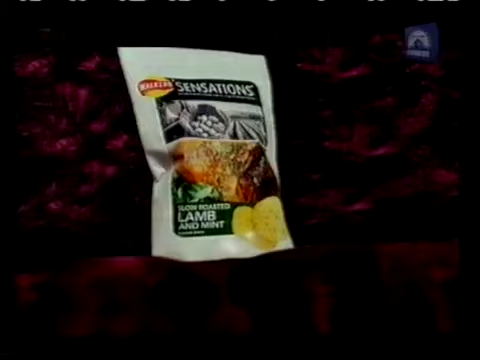 WALKERS
SENSATIONS
SLOW ROASTED
LAMB
AND MINT